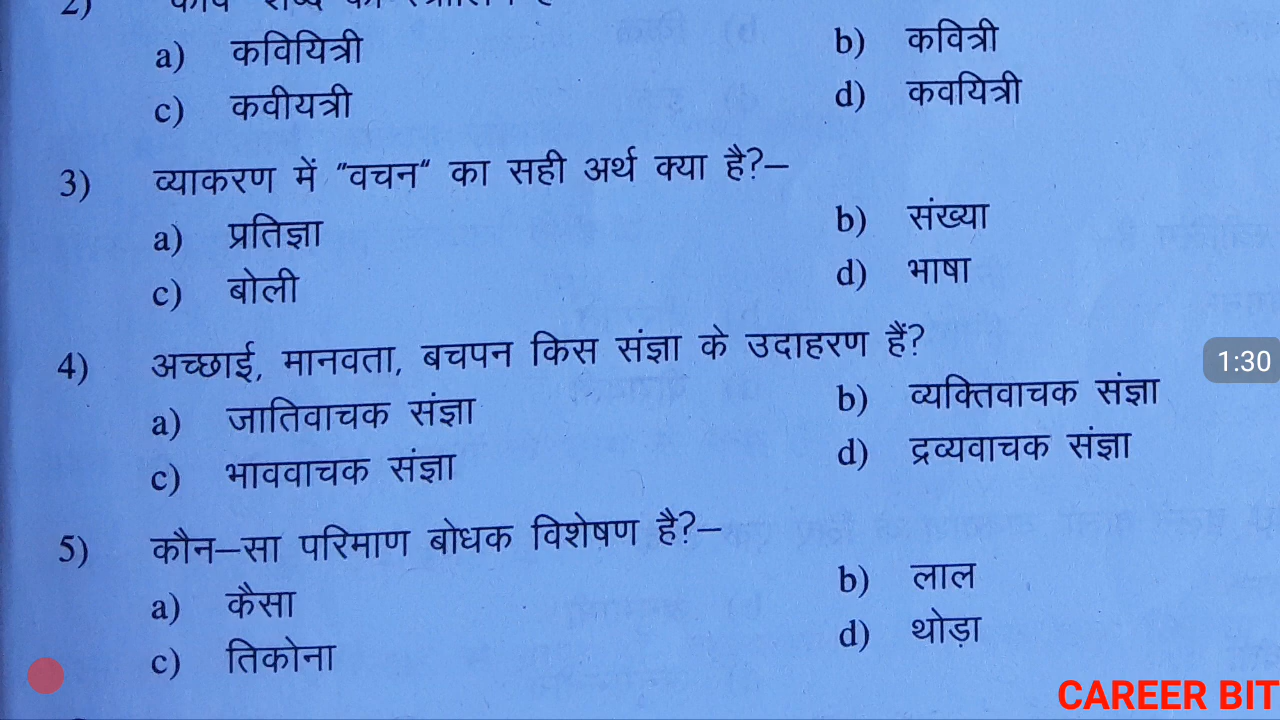 2)
a) कवियित्री b) कवित्री
c) कवीयत्री d) कवयित्री
3) व्याकरण में “वचन“ का सही अर्थ क्या है?–
a) प्रतिज्ञा b) संख्या
c) बोली d) भाषा
4) अच्छाई, मानवता, बचपन किस संज्ञा के उदाहरण हैं?
a) जातिवाचक संज्ञा b) व्यक्तिवाचक संज्ञा
c) भाववाचक संज्ञा d) द्रव्यवाचक संज्ञा
5) कौन–सा परिमाण बोधक विशेषण है?–
a) कैसा b) लाल
c) तिकोना d) थोड़ा
1:30
CAREER BIT